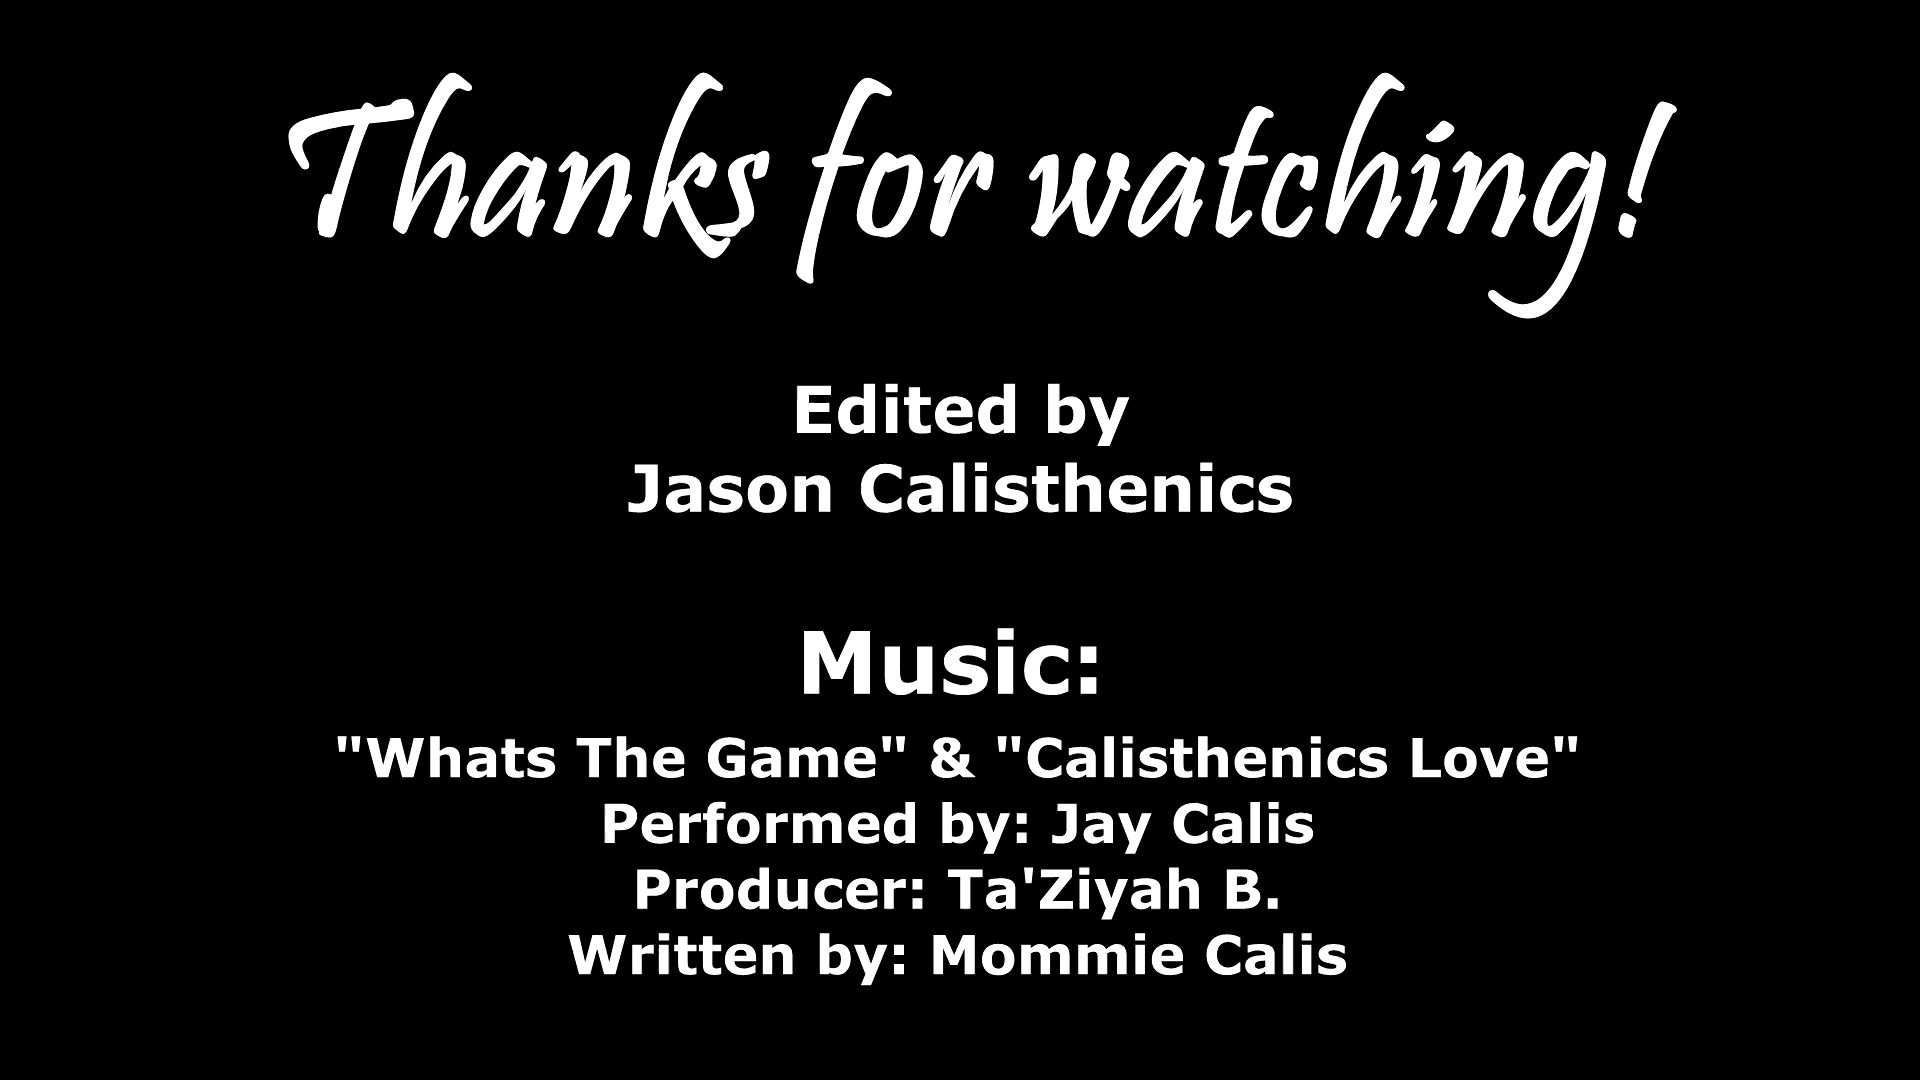 Thanks for watching!
Edited by
Jason Calisthenics
Music:
"Whats The Game" & "Calisthenics Love"
Performed by: Jay Calis
Producer: Ta'Ziyah B.
Written by: Mommie Calis